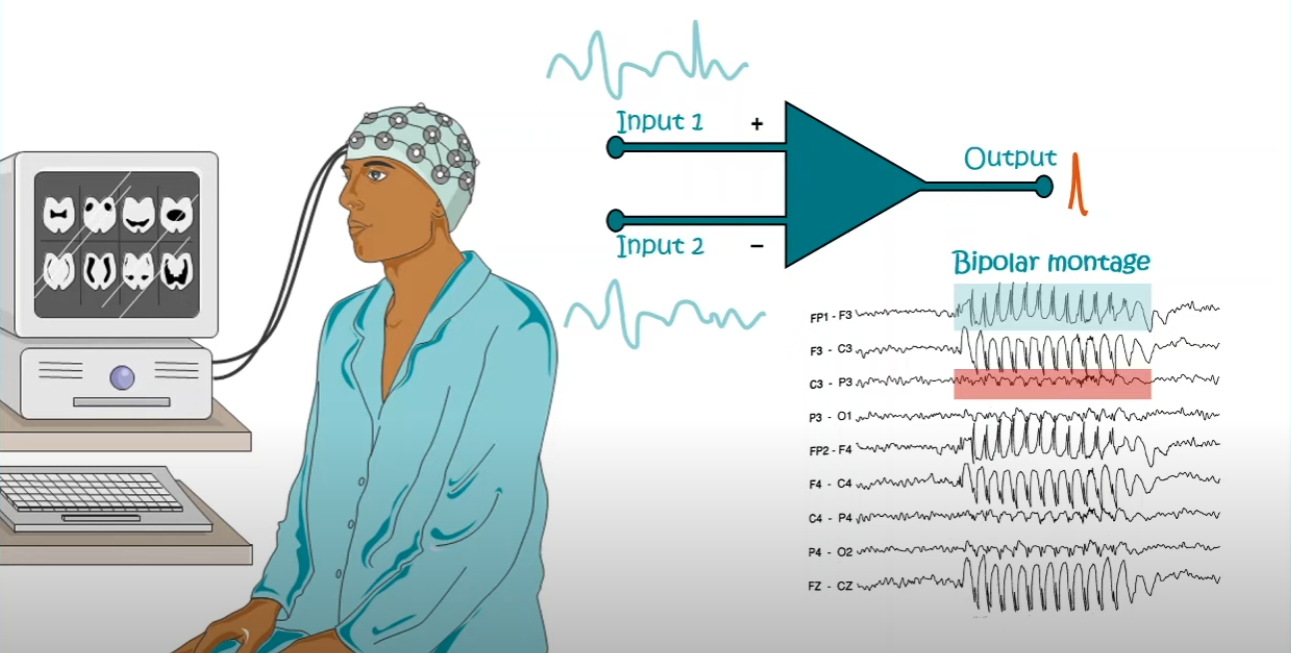 Input 1 +
Output
Input 2 −
Bipolar montage
FP1 - F3
F3 - C3
C3 - P3
P3 - O1
FP2 - F4
F4 - C4
C4 - P4
P4 - O2
FZ - CZ